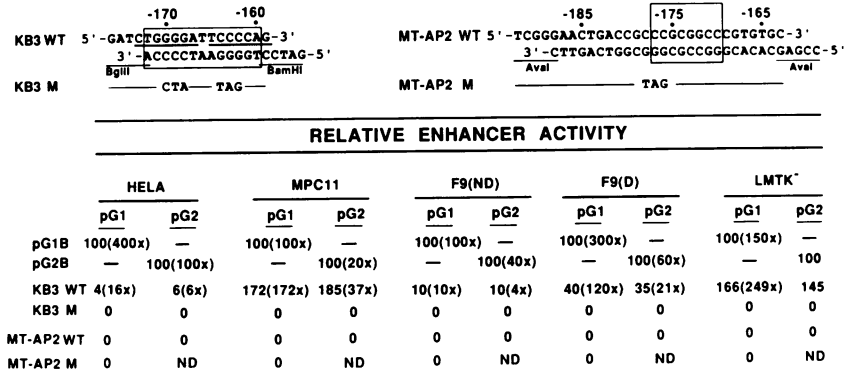 -170 -160 -185 -175 -165
KB3 WT 5'-GATCTGGGGATTCCCCAG-3' MT-AP2 WT 5'-TCGGGAACTGACCGCCCGCGGCCCGTGTGC-3'
3'-ACCCCTAAGGGGTCCTAG-5' 3'-CTTGACTGGCGGGCGCCGGGCACACGAGCC-5'
BglII BamHI AvaI AvaI
KB3 M CTA TAG MT-AP2 M TAG
RELATIVE ENHANCER ACTIVITY
HELA MPC11 F9(ND) F9(D) LMTK-
pG1 pG2 pG1 pG2 pG1 pG2 pG1 pG2 pG1 pG2
pG1B 100(400x) — 100(100x) — 100(100x) — 100(300x) — 100(150x) —
pG2B — 100(100x) — 100(20x) — 100(40x) — 100(60x) — 100
KB3 WT 4(16x) 6(6x) 172(172x) 185(37x) 10(10x) 10(4x) 40(120x) 35(21x) 166(249x) 145
KB3 M 0 0 0 0 0 0 0 0 0 0
MT-AP2 WT 0 0 0 0 0 0 0 0 0 0
MT-AP2 M 0 ND 0 ND 0 ND 0 ND 0 ND